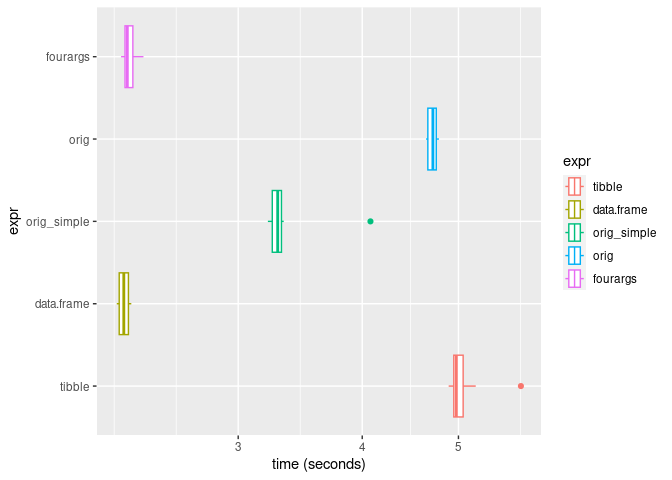 fourargs
orig
orig_simple
data.frame
tibble
expr
3 4 5
time (seconds)
expr
tibble
data.frame
orig_simple
orig
fourargs